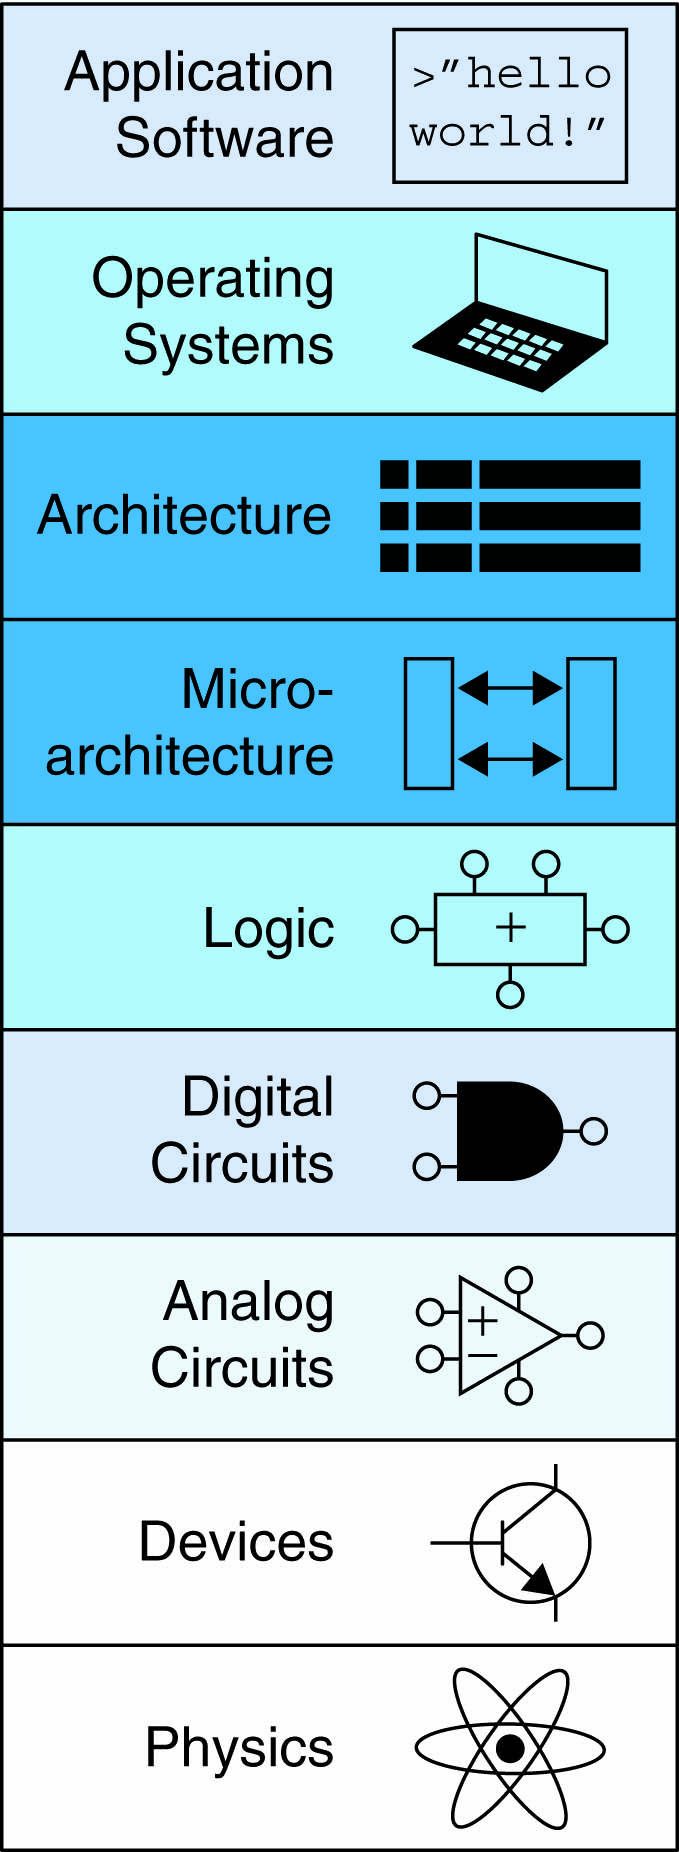 Application
Software
>"hello
world!"
Operating
Systems
Architecture
Micro-
architecture
Logic
+
Digital
Circuits
Analog
Circuits
+
−
Devices
Physics